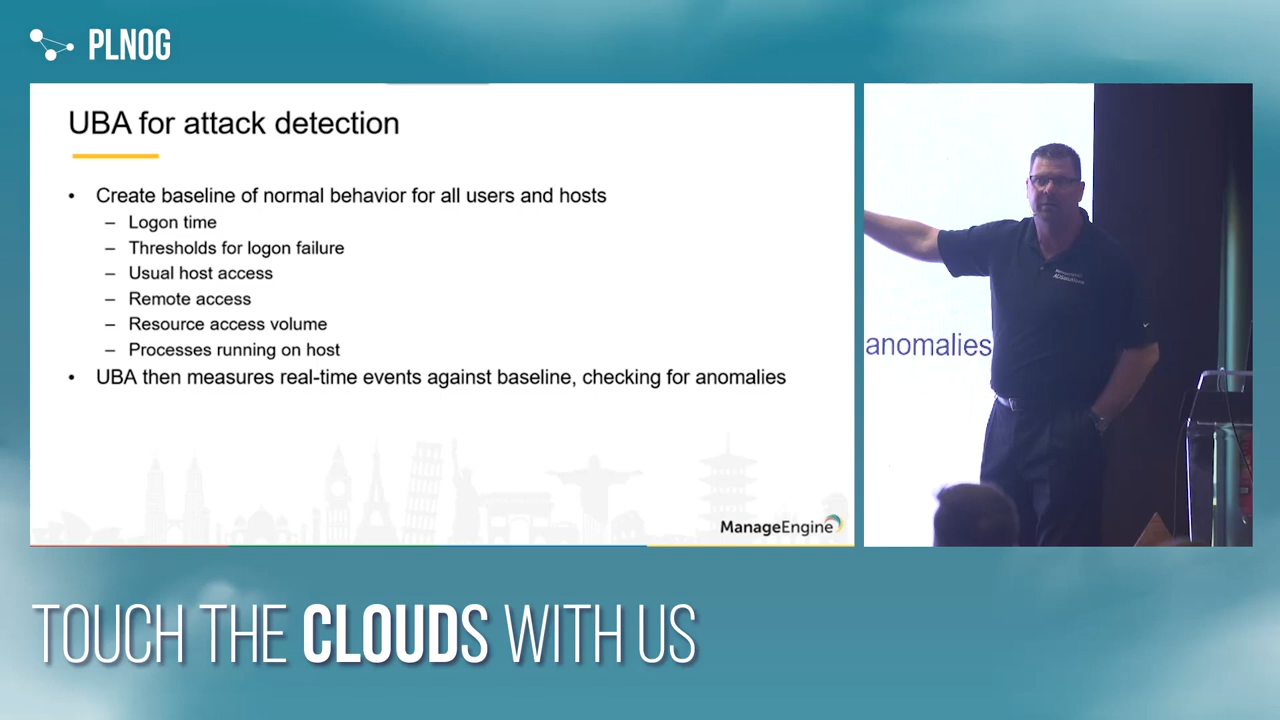 PLNOG
UBA for attack detection
• Create baseline of normal behavior for all users and hosts
– Logon time
– Thresholds for logon failure
– Usual host access
– Remote access
– Resource access volume
– Processes running on host
• UBA then measures real-time events against baseline, checking for anomalies
ManageEngine
anomalies
TOUCH THE CLOUDS WITH US